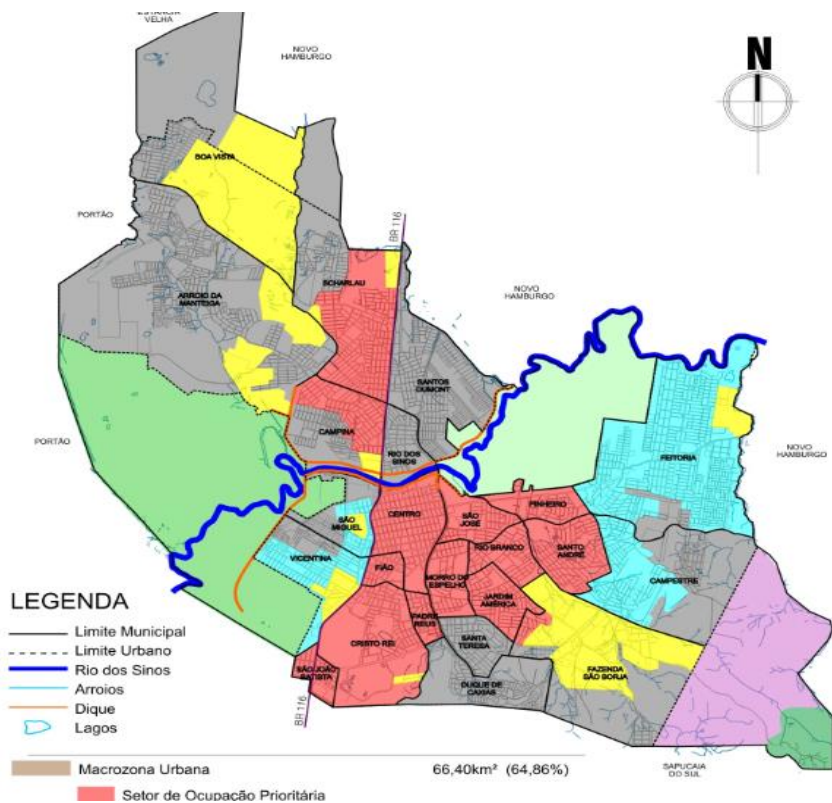 ESTÂNCIA
VELHA
NOVO
HAMBURGO
N
BOA VISTA
PORTÃO
BR 116
SCHARLAU
ARROIO DA
MANTEIGA
NOVO
HAMBURGO
SANTOS
DUMONT
CAMPINA
PORTÃO
RIO DOS
SINOS
FEITORIA
NOVO
HAMBURGO
CENTRO
SÃO
JOSÉ
PINHEIRO
SÃO
MIGUEL
RIO BRANCO
SANTO
ANDRÉ
VICENTINA
FIÃO
MORRO DO
ESPELHO
CAMPESTRE
JARDIM
AMÉRICA
PADRE
REUS
CRISTO REI
SANTA
TERESA
FAZENDA
SÃO BORJA
SÃO JOÃO
BATISTA
DUQUE DE
CAXIAS
BR 116
SAPUCAIA
DO SUL
LEGENDA
Limite Municipal
Limite Urbano
Rio dos Sinos
Arroios
Dique
Lagos
Macrozona Urbana 66,40km² (64,86%)
Setor de Ocupação Prioritária